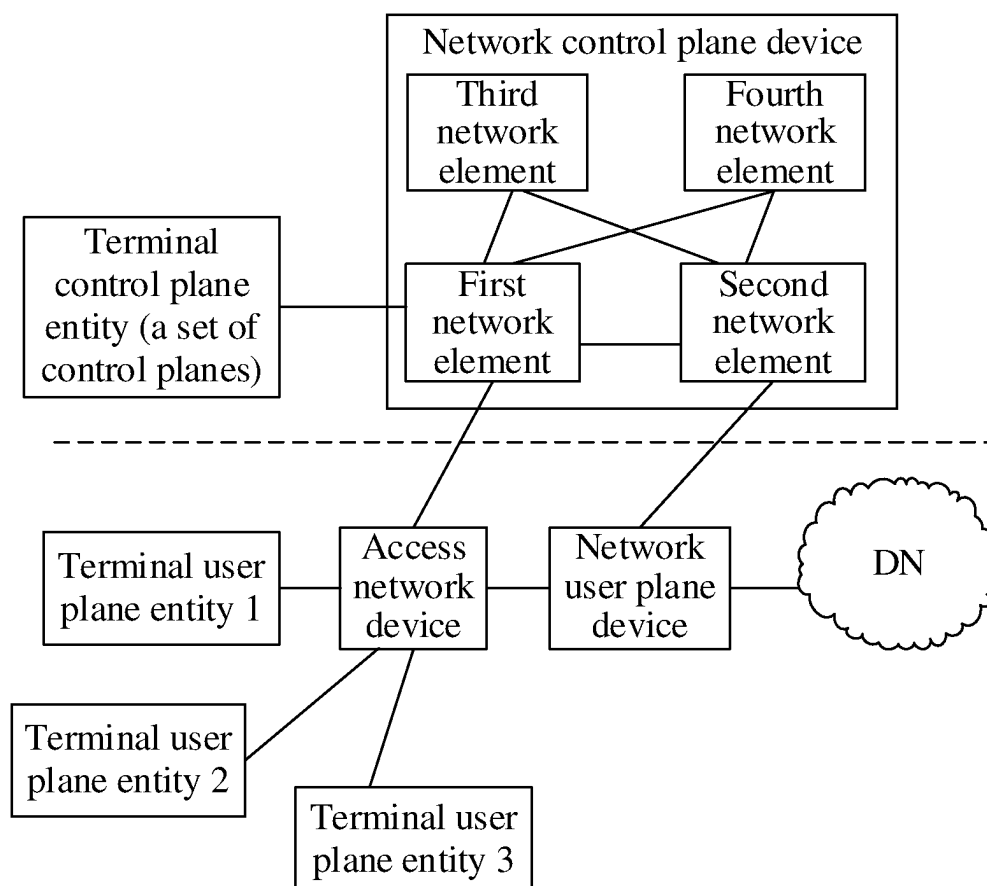 Network control plane device
Third
network
element
Fourth
network
element
Terminal
control plane
entity (a set of
control planes)
First
network
element
Second
network
element
Terminal user
plane entity 1
Access
network
device
Network
user plane
device
DN
Terminal user
plane entity 2
Terminal user
plane entity 3